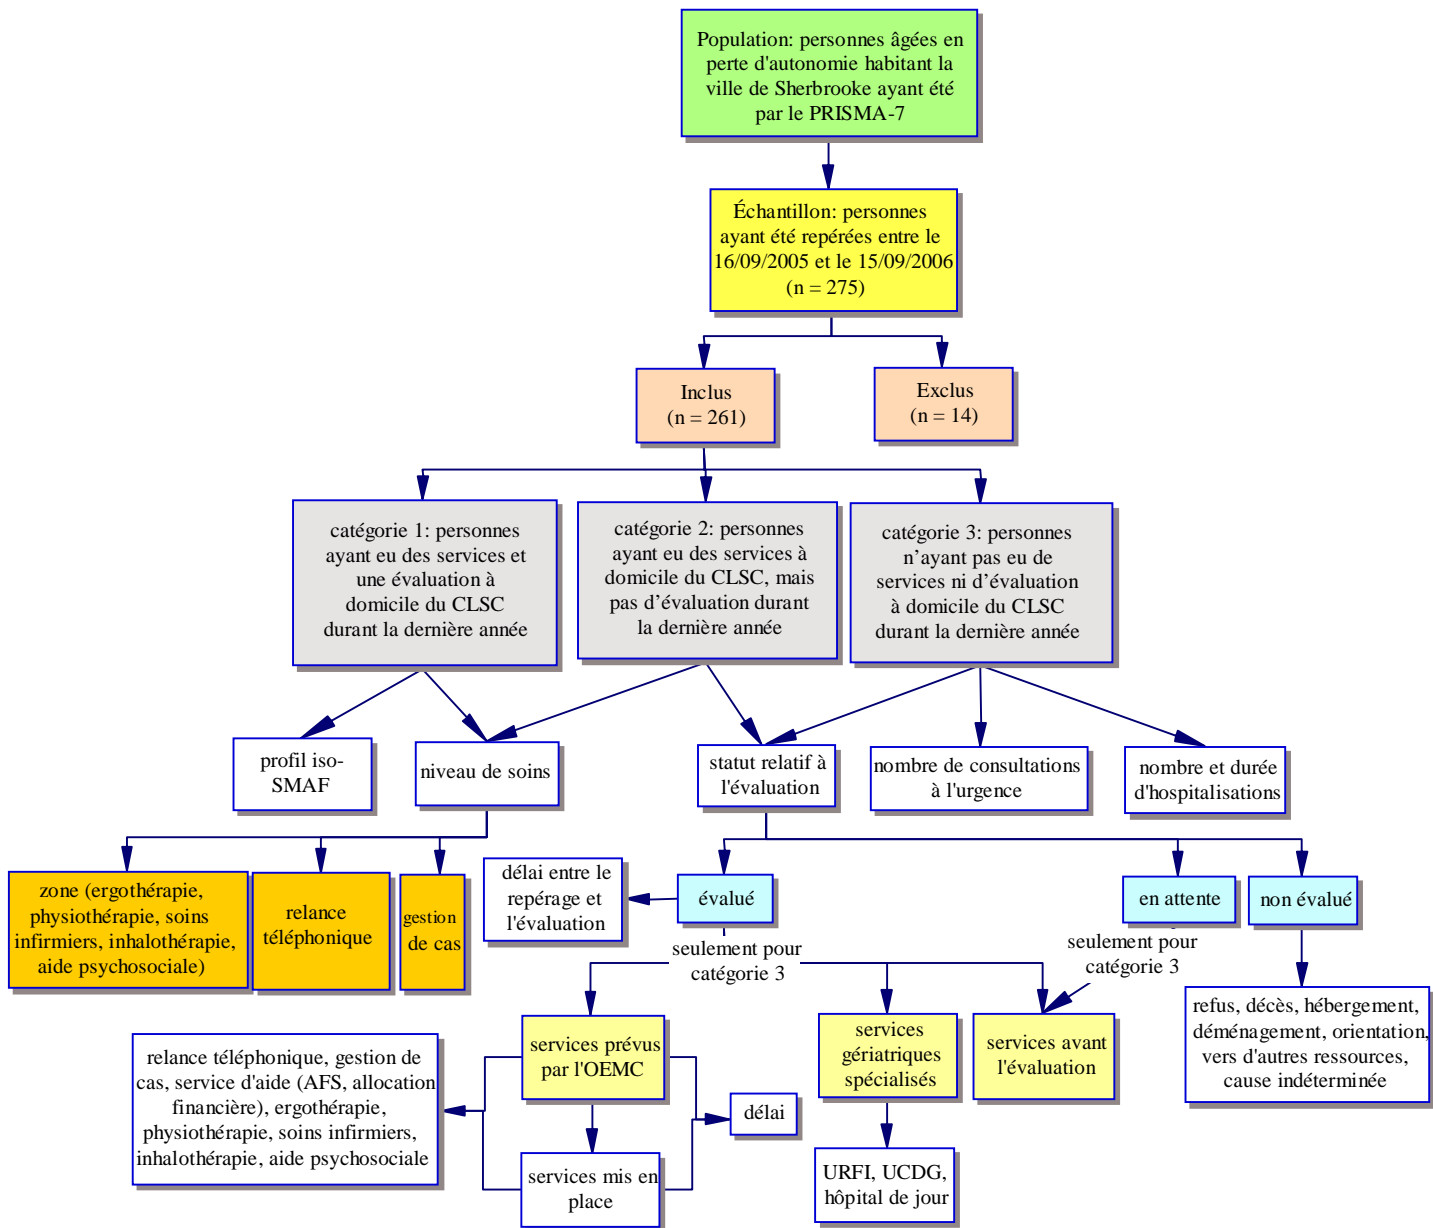 Population: personnes âgées en
perte d'autonomie habitant la
ville de Sherbrooke ayant été
par le PRISMA-7
Échantillon: personnes
ayant été repérées entre le
16/09/2005 et le 15/09/2006
(n = 275)
Inclus
(n = 261)
Exclus
(n = 14)
catégorie 1: personnes
ayant eu des services et
une évaluation à
domicile du CLSC
durant la dernière année
catégorie 2: personnes
ayant eu des services à
domicile du CLSC, mais
pas d’évaluation durant
la dernière année
catégorie 3: personnes
n’ayant pas eu de
services ni d’évaluation
à domicile du CLSC
durant la dernière année
profil iso-
SMAF
niveau de soins
statut relatif à
l'évaluation
nombre de consultations
à l'urgence
nombre et durée
d'hospitalisations
zone (ergothérapie,
physiothérapie, soins
infirmiers, inhalothérapie,
aide psychosociale)
relance
téléphonique
gestion
de cas
délai entre le
repérage et
l'évaluation
évalué
en attente
non évalué
seulement pour
catégorie 3
seulement pour
catégorie 3
refus, décès, hébergement,
déménagement, orientation,
vers d'autres ressources,
cause indéterminée
services prévus
par l'OEMC
services
gériatriques
spécialisés
services avant
l'évaluation
relance téléphonique, gestion de
cas, service d'aide (AFS, allocation
financière), ergothérapie,
physiothérapie, soins infirmiers,
inhalothérapie, aide psychosociale
délai
services mis en
place
URFI, UCDG,
hôpital de jour